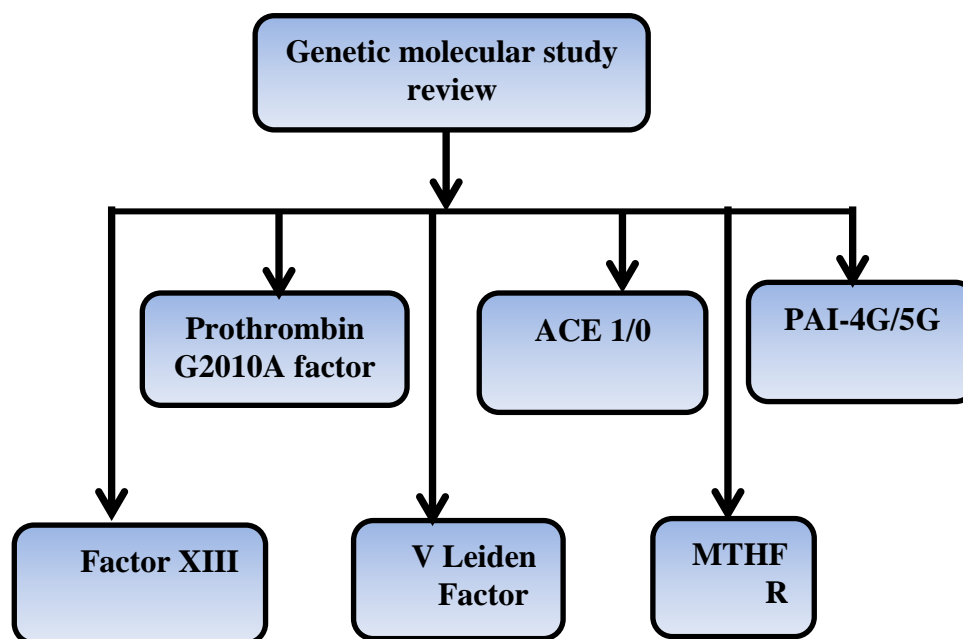 Genetic molecular study
review
Prothrombin
G2010A factor
ACE 1/0
PAI-4G/5G
Factor XIII
V Leiden
Factor
MTHF
R